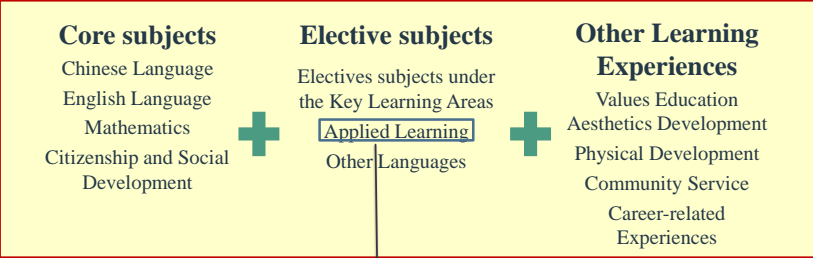 Core subjects
Chinese Language
English Language
Mathematics
Citizenship and Social
Development
Elective subjects
Electives subjects under
the Key Learning Areas
Applied Learning
Other Languages
Other Learning
Experiences
Values Education
Aesthetics Development
Physical Development
Community Service
Career-related
Experiences